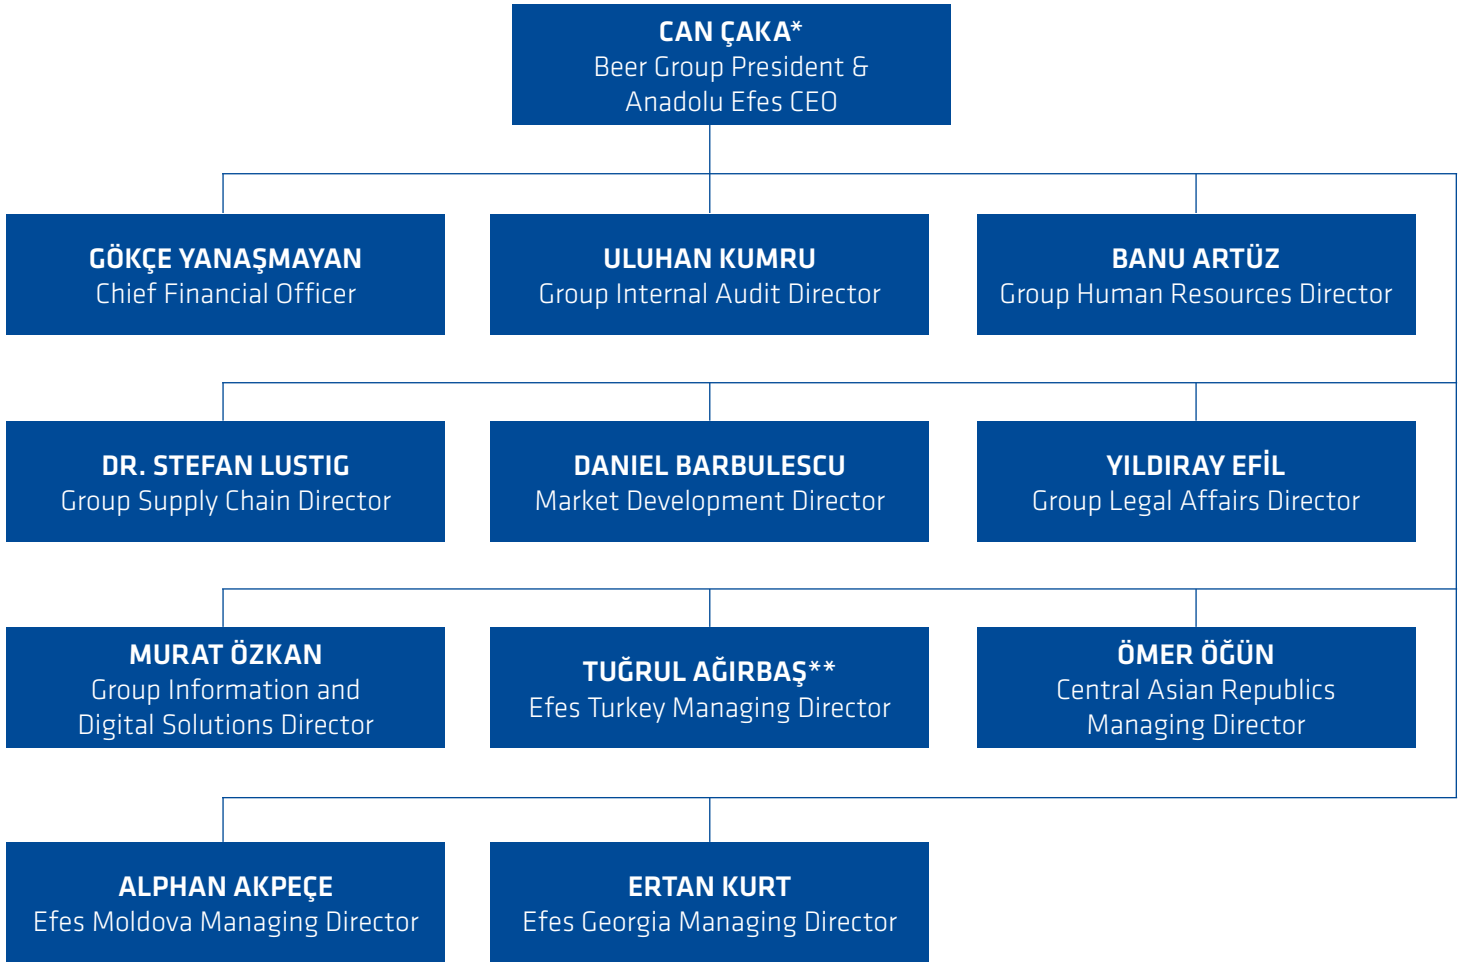 CAN ÇAKA*
Beer Group President &
Anadolu Efes CEO
GÖKÇE YANAŞMAYAN
Chief Financial Officer
ULUHAN KUMRU
Group Internal Audit Director
BANU ARTÜZ
Group Human Resources Director
DR. STEFAN LUSTIG
Group Supply Chain Director
DANIEL BARBULESCU
Market Development Director
YILDIRAY EFİL
Group Legal Affairs Director
MURAT ÖZKAN
Group Information and
Digital Solutions Director
TUĞRUL AĞIRBAŞ**
Efes Turkey Managing Director
ÖMER ÖĞÜN
Central Asian Republics
Managing Director
ALPHAN AKPEÇE
Efes Moldova Managing Director
ERTAN KURT
Efes Georgia Managing Director